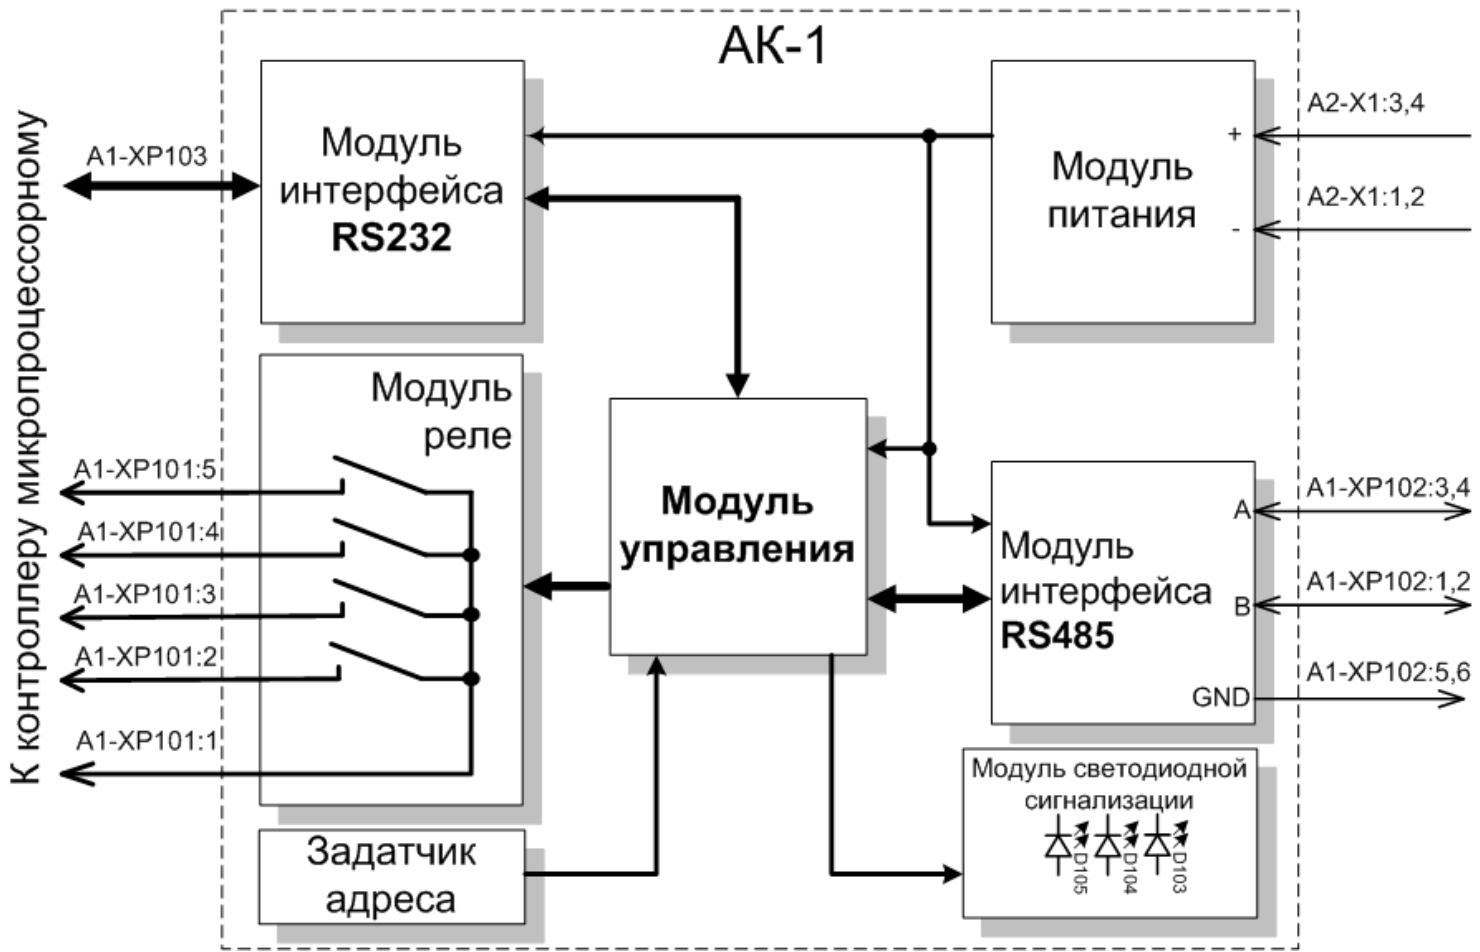 АК-1
К контроллеру микропроцессорному
A1-XP103
Модуль
интерфейса
RS232
Модуль
питания
+
-
A2-X1:3,4
A2-X1:1,2
Модуль
реле
A1-XP101:5
A1-XP101:4
A1-XP101:3
A1-XP101:2
A1-XP101:1
Модуль
управления
Модуль
интерфейса
RS485
A
B
GND
A1-XP102:3,4
A1-XP102:1,2
A1-XP102:5,6
Задатчик
адреса
Модуль светодиодной
сигнализации
D105
D104
D103